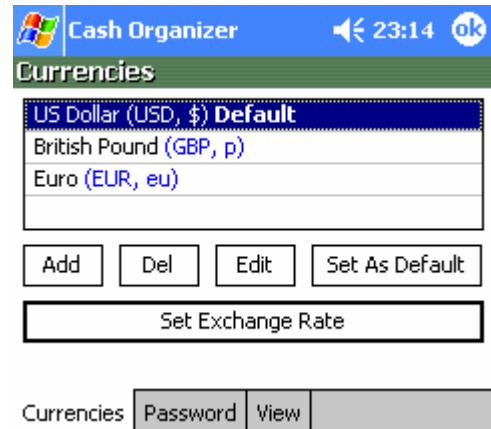 Cash Organizer 23:14 ok
Currencies
US Dollar (USD, $) Default
British Pound (GBP, p)
Euro (EUR, eu)
Add Del Edit Set As Default
Set Exchange Rate
Currencies Password View